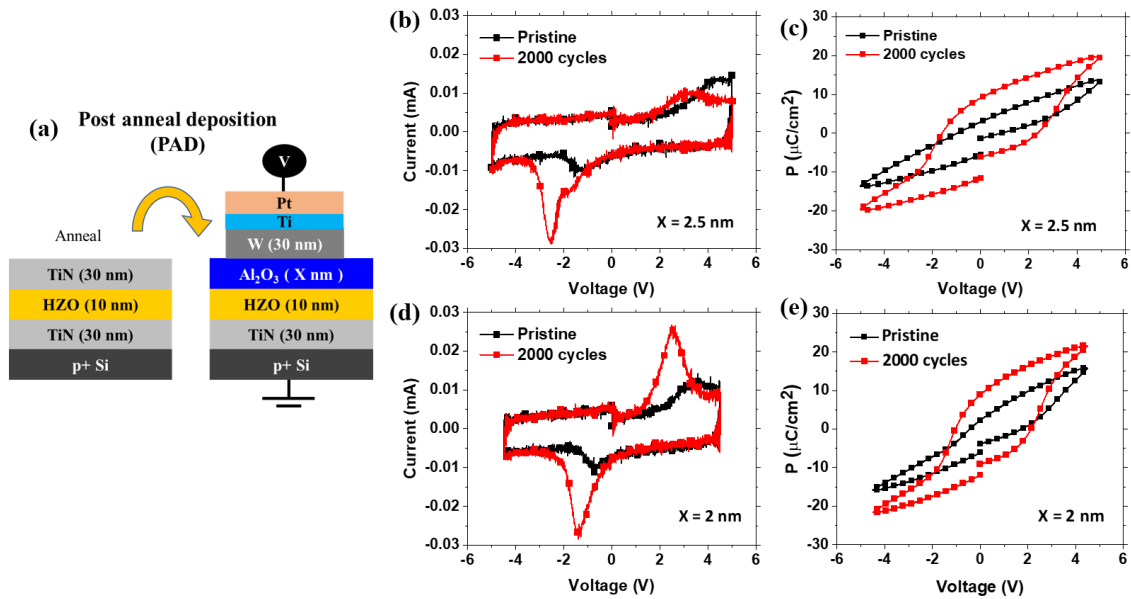 (a)
Post anneal deposition
(PAD)
V
Pt
Ti
W (30 nm)
Anneal
TiN (30 nm)
Al₂O₃ ( X nm )
HZO (10 nm)
HZO (10 nm)
TiN (30 nm)
TiN (30 nm)
p+ Si
p+ Si
(b)
0.03
0.02
0.01
0.00
-0.01
-0.02
-0.03
Current (mA)
Pristine
2000 cycles
X = 2.5 nm
-6 -4 -2 0 2 4 6
Voltage (V)
(c)
30
20
10
0
-10
-20
-30
P (μC/cm²)
Pristine
2000 cycles
X = 2.5 nm
-6 -4 -2 0 2 4 6
Voltage (V)
(d)
0.03
0.02
0.01
0.00
-0.01
-0.02
-0.03
Current (mA)
Pristine
2000 cycles
X = 2 nm
-6 -4 -2 0 2 4 6
Voltage (V)
(e)
30
20
10
0
-10
-20
-30
P (μC/cm²)
Pristine
2000 cycles
X = 2 nm
-6 -4 -2 0 2 4 6
Voltage (V)